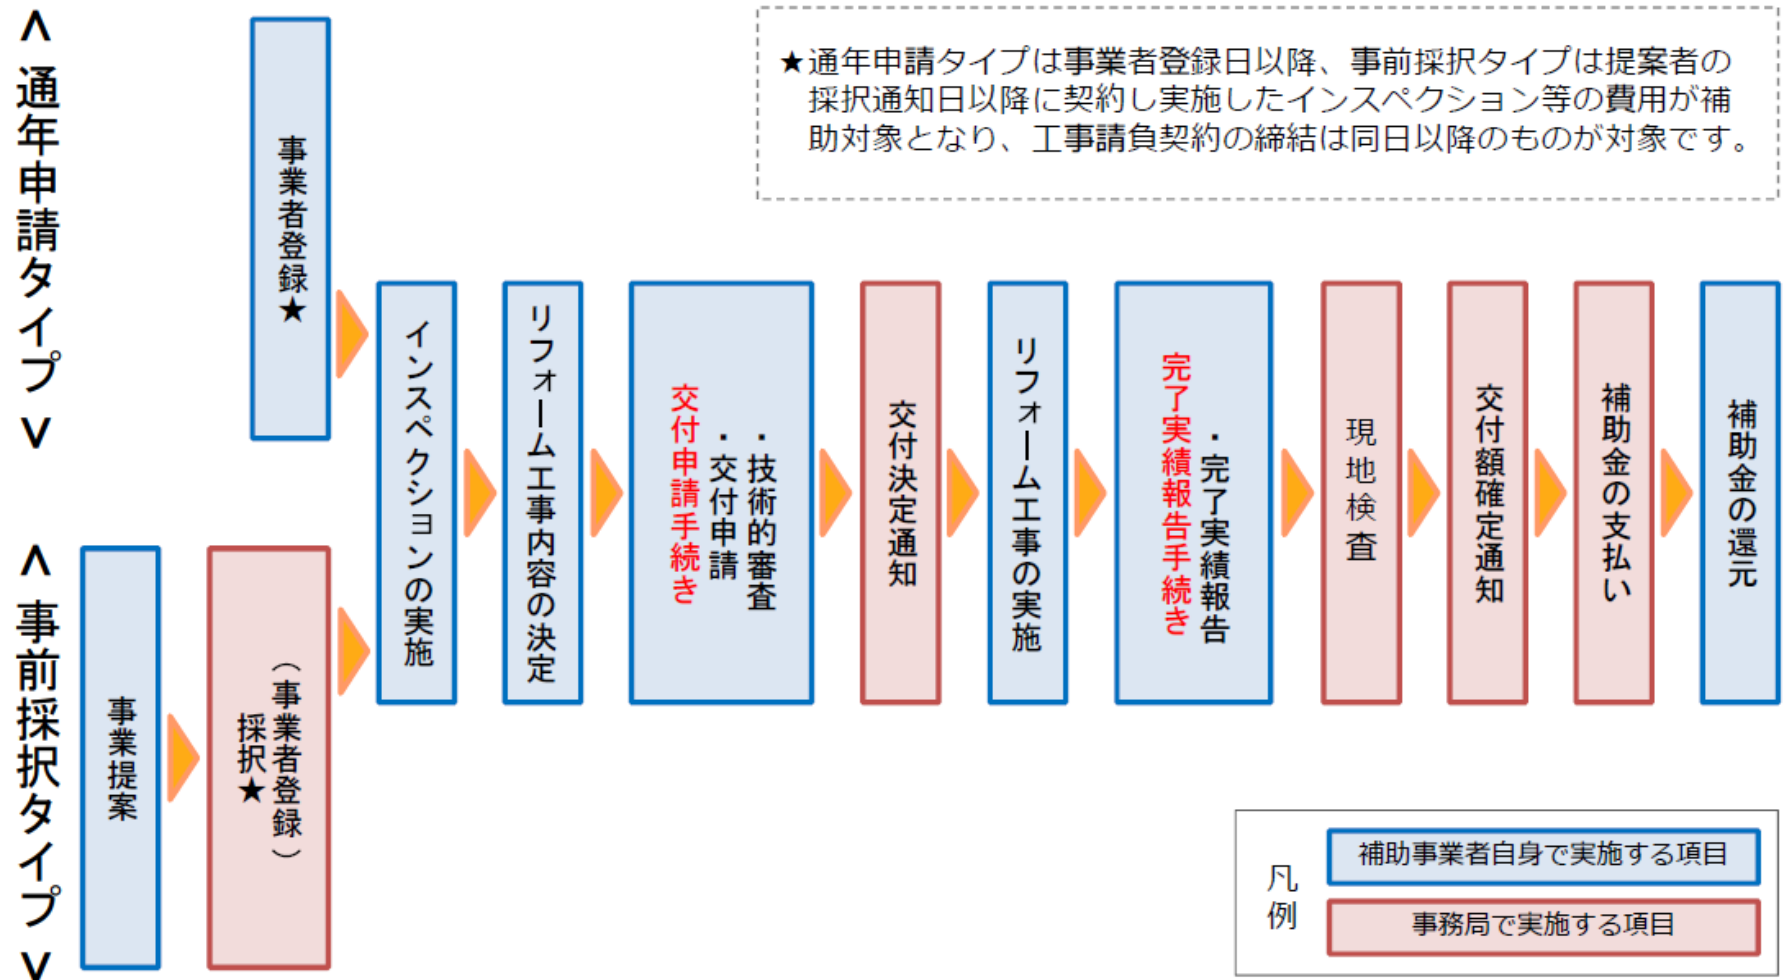 ＜通年申請タイプ＞
★通年申請タイプは事業者登録日以降、事前採択タイプは提案者の
採択通知日以降に契約し実施したインスペクション等の費用が補
助対象となり、工事請負契約の締結は同日以降のものが対象です。
事業者登録★
＜事前採択タイプ＞
事業提案
（事業者登録）
採択★
インスペクションの実施
リフォーム工事内容の決定
・技術的審査
・交付申請
交付申請手続き
交付決定通知
リフォーム工事の実施
・完了実績報告
完了実績報告手続き
現地検査
交付額確定通知
補助金の支払い
補助金の還元
凡例
補助事業者自身で実施する項目
事務局で実施する項目